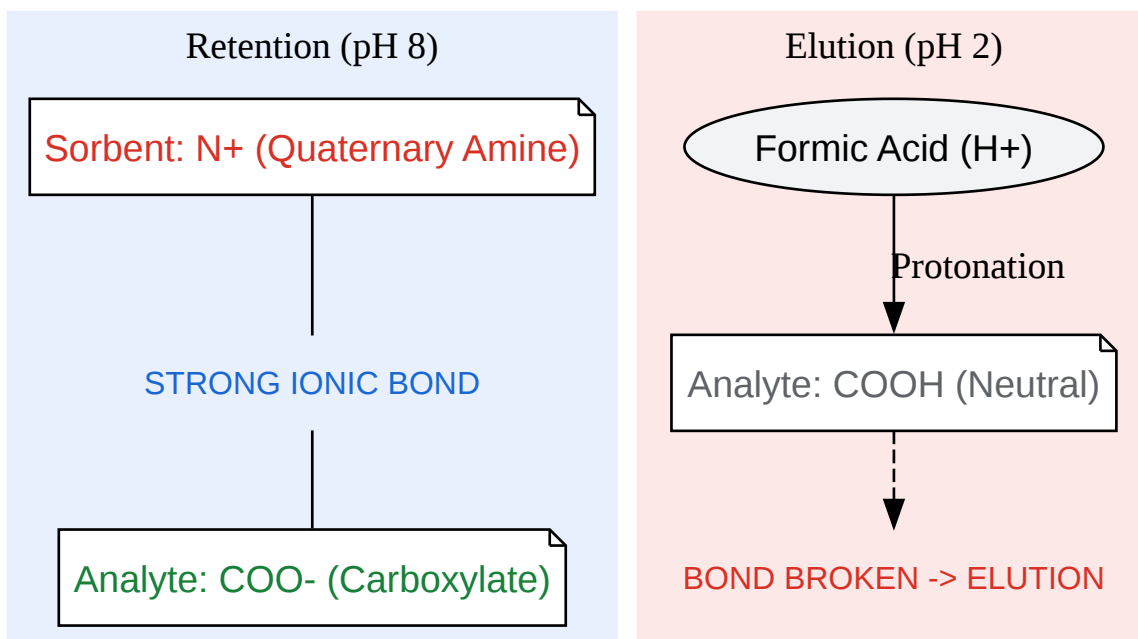 Retention (pH 8)
Sorbent: N+ (Quaternary Amine)
STRONG IONIC BOND
Analyte: COO- (Carboxylate)
Elution (pH 2)
Formic Acid (H+)
Protonation
Analyte: COOH (Neutral)
BOND BROKEN -> ELUTION